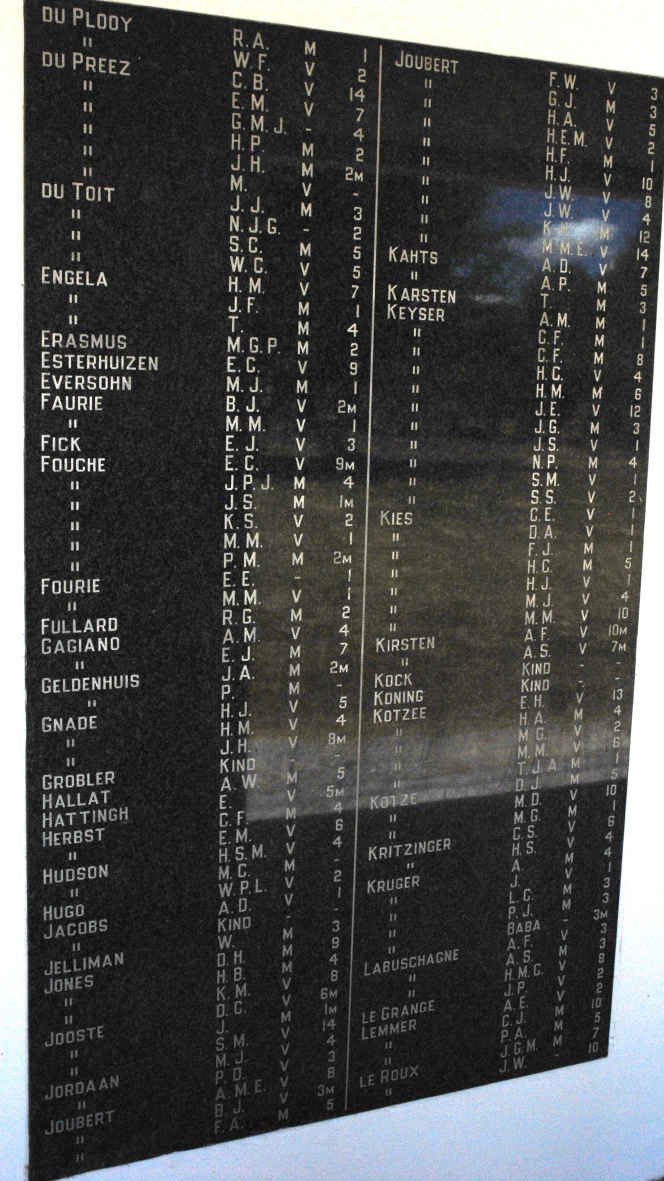 DU PLOOY R.A. M 1
" W.F. V 2
DU PREEZ C.B. V 14
" E.M. V 7
" G.M.J. - 4
" H.P. M 2
" J.H. M 2M
" M. V -
DU TOIT J.J. M 3
" N.J.G. - 2
" S.C. M 5
" W.C. V 5
ENGELA H.M. V 7
" J.F. M 1
" T. M 4
ERASMUS M.G.P. M 2
ESTERHUIZEN E.C. V 9
EVERSOHN M.J. M 1
FAURIE B.J. V 2M
" M.M. V 1
FICK E.J. V 3
FOUCHE E.C. V 9M
" J.P.J. M 4
" J.S. M 1M
" K.S. V 2
" M.M. V 1
" P.M. M 2M
FOURIE E.E. - 1
" M.M. V 1
FULLARD R.G. M 2
GAGIANO A.M. V 4
" E.J. M 7
GELDENHUIS J.A. M 2M
" P. M -
GNADE H.J. V 5
" H.M. V 4
" J.H. V 8M
GROBLER KIND - -
HALLAT A.W. M 5
HATTINGH E. V 5M
HERBST C.F. M 4
" E.M. V 6
HUDSON H.S.M. V 4
" M.C. M -
HUGO W.P.L. V 2
JACOBS A.D. V 1
" KIND - -
JELLIMAN W. M 3
JONES D.H. M 9
" H.B. M 4
" K.M. V 8
JOOSTE D.C. V 6M
" J. M 1M
" S.M. V 14
JORDAAN M.J. V 4
" P.D. V 3
JOUBERT A.M.E. V 8
" B.J. V 3M
" F.A. M 5
JOUBERT F.W. V 3
" G.J. M 3
" H.A. V 5
" H.E.M. V 2
" H.F. M 1
" H.J. V 10
" J.W. V 8
" J.W. M 4
" K.H. V 12
" M.M.E. V 14
KAHTS A.D. V 7
" A.P. M 5
KARSTEN T. M 3
KEYSER A.M. M 1
" C.F. M 1
" C.F. M 8
" H.C. V 4
" H.M. M 6
" J.E. V 12
" J.G. M 3
" J.S. V 1
" N.P. M 4
" S.M. V 1
" S.S. V 2
KIES C.E. V 1
" D.A. V 1
" F.J. M 1
" H.C. M 5
" H.J. V 1
" M.J. V 4
" M.M. V 10
KIRSTEN A.F. V 10M
" A.S. V 7M
KOCK KIND - -
KONING KIND - -
KOTZEE E.H. V 13
" H.A. M 4
" M.G. V 2
" M.M. V 6
" T.J.A. M 1
KOTZE D.J. M 5
" M.D. V 10
" M.G. M 1
KRITZINGER C.S. V 6
" H.S. V 4
KRUGER A. M 4
" J. V 1
" L.C. M 3
" P.J. M 3
" BABA - 3M
LABUSCHAGNE A.F. V 3
" A.S. M 3
" H.M.C. V 8
LE GRANGE J.P. V 2
LEMMER A.E. V 2
" C.J. M 10
" P.A. M 5
LE ROUX J.G.M. M 7
" J.W. - 10